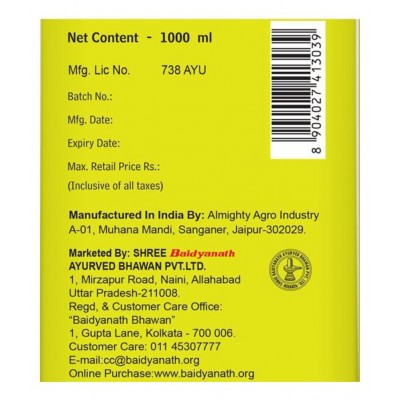 Net Content - 1000 ml
Mfg. Lic No. 738 AYU
Batch No.:
Mfg. Date:
Expiry Date:
Max. Retail Price Rs.:
(Inclusive of all taxes)
8 904027 413039
Manufactured In India By: Almighty Agro Industry
A-01, Muhana Mandi, Sanganer, Jaipur-302029.
Marketed By: SHREE Baidyanath
AYURVED BHAWAN PVT.LTD.
1, Mirzapur Road, Naini, Allahabad
Uttar Pradesh-211008.
Regd, & Customer Care Office:
"Baidyanath Bhawan"
1, Gupta Lane, Kolkata - 700 006.
Customer Care: 011 45307777
E-mail:cc@baidyanath.org
Online Purchase:www.baidyanath.org